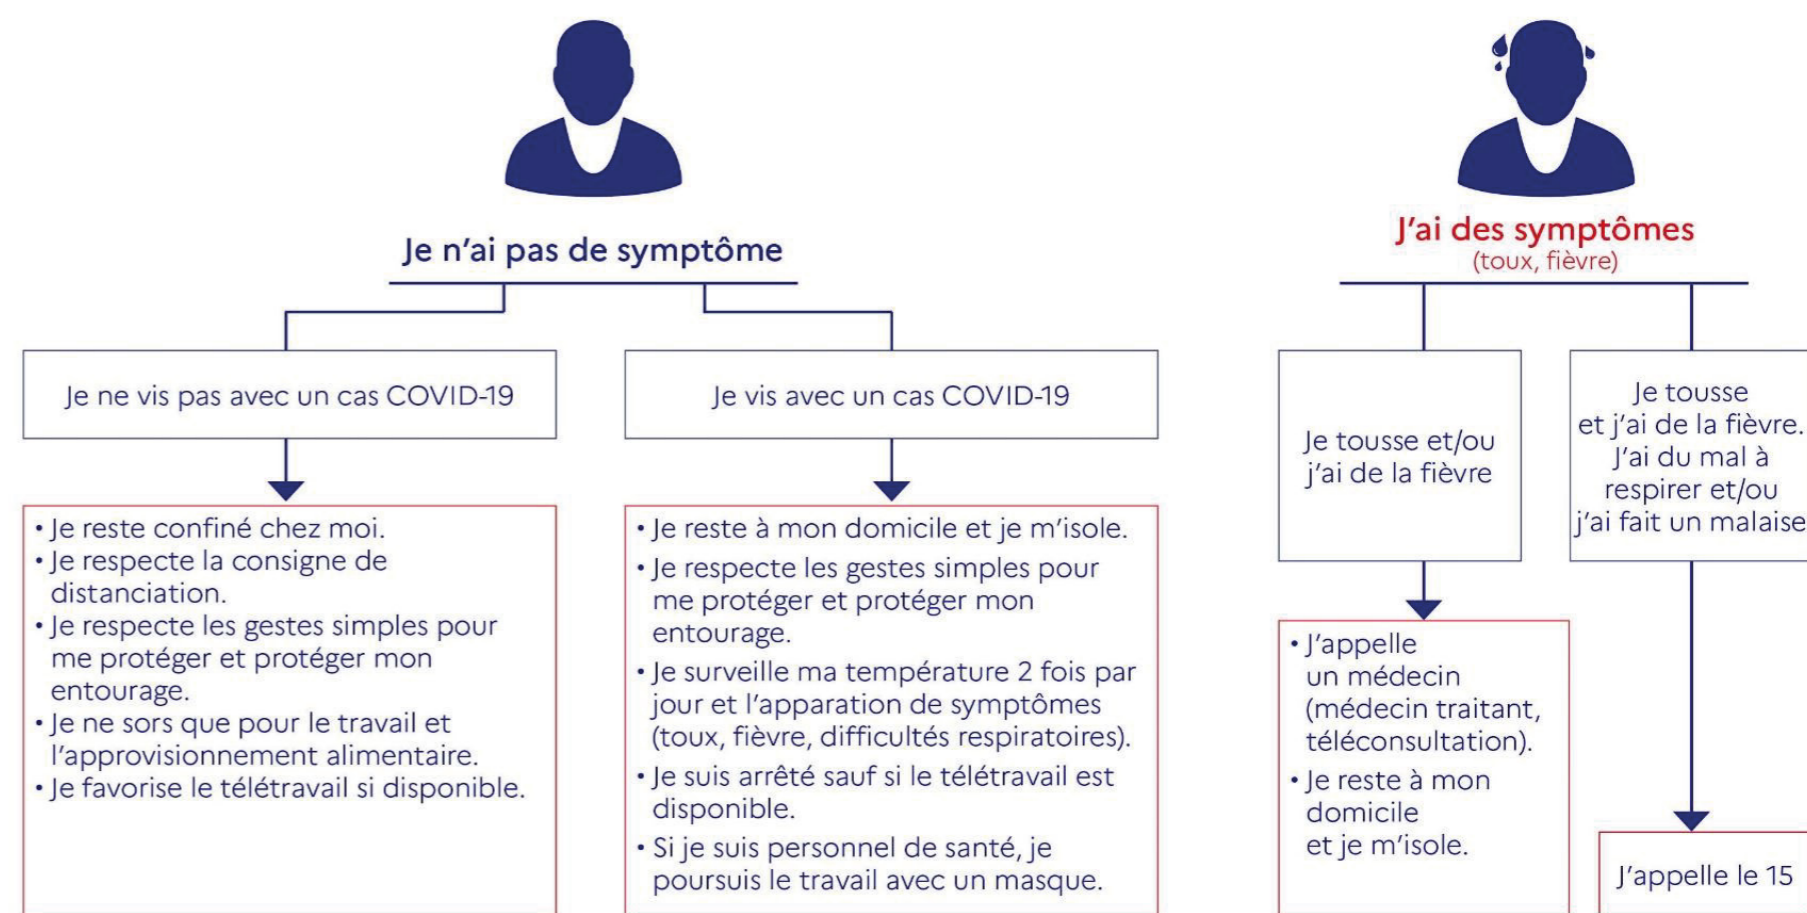 Je n'ai pas de symptôme
Je ne vis pas avec un cas COVID-19
• Je reste confiné chez moi.
• Je respecte la consigne de
distanciation.
• Je respecte les gestes simples pour
me protéger et protéger mon
entourage.
• Je ne sors que pour le travail et
l'approvisionnement alimentaire.
• Je favorise le télétravail si disponible.
Je vis avec un cas COVID-19
• Je reste à mon domicile et je m'isole.
• Je respecte les gestes simples pour
me protéger et protéger mon
entourage.
• Je surveille ma température 2 fois par
jour et l'apparation de symptômes
(toux, fièvre, difficultés respiratoires).
• Je suis arrêté sauf si le télétravail est
disponible.
• Si je suis personnel de santé, je
poursuis le travail avec un masque.
J'ai des symptômes
(toux, fièvre)
Je tousse et/ou
j'ai de la fièvre
• J'appelle
un médecin
(médecin traitant,
téléconsultation).
• Je reste à mon
domicile
et je m'isole.
Je tousse
et j'ai de la fièvre.
J'ai du mal à
respirer et/ou
j'ai fait un malaise
J'appelle le 15